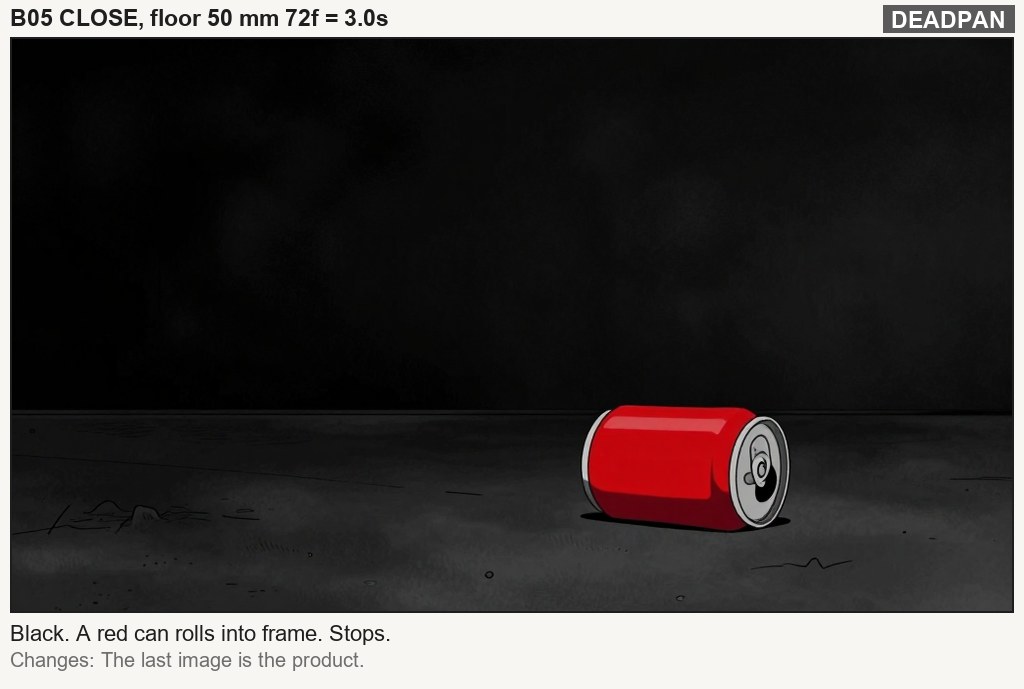 B05 CLOSE, floor 50 mm 72f = 3.0s
DEADPAN
Black. A red can rolls into frame. Stops.
Changes: The last image is the product.